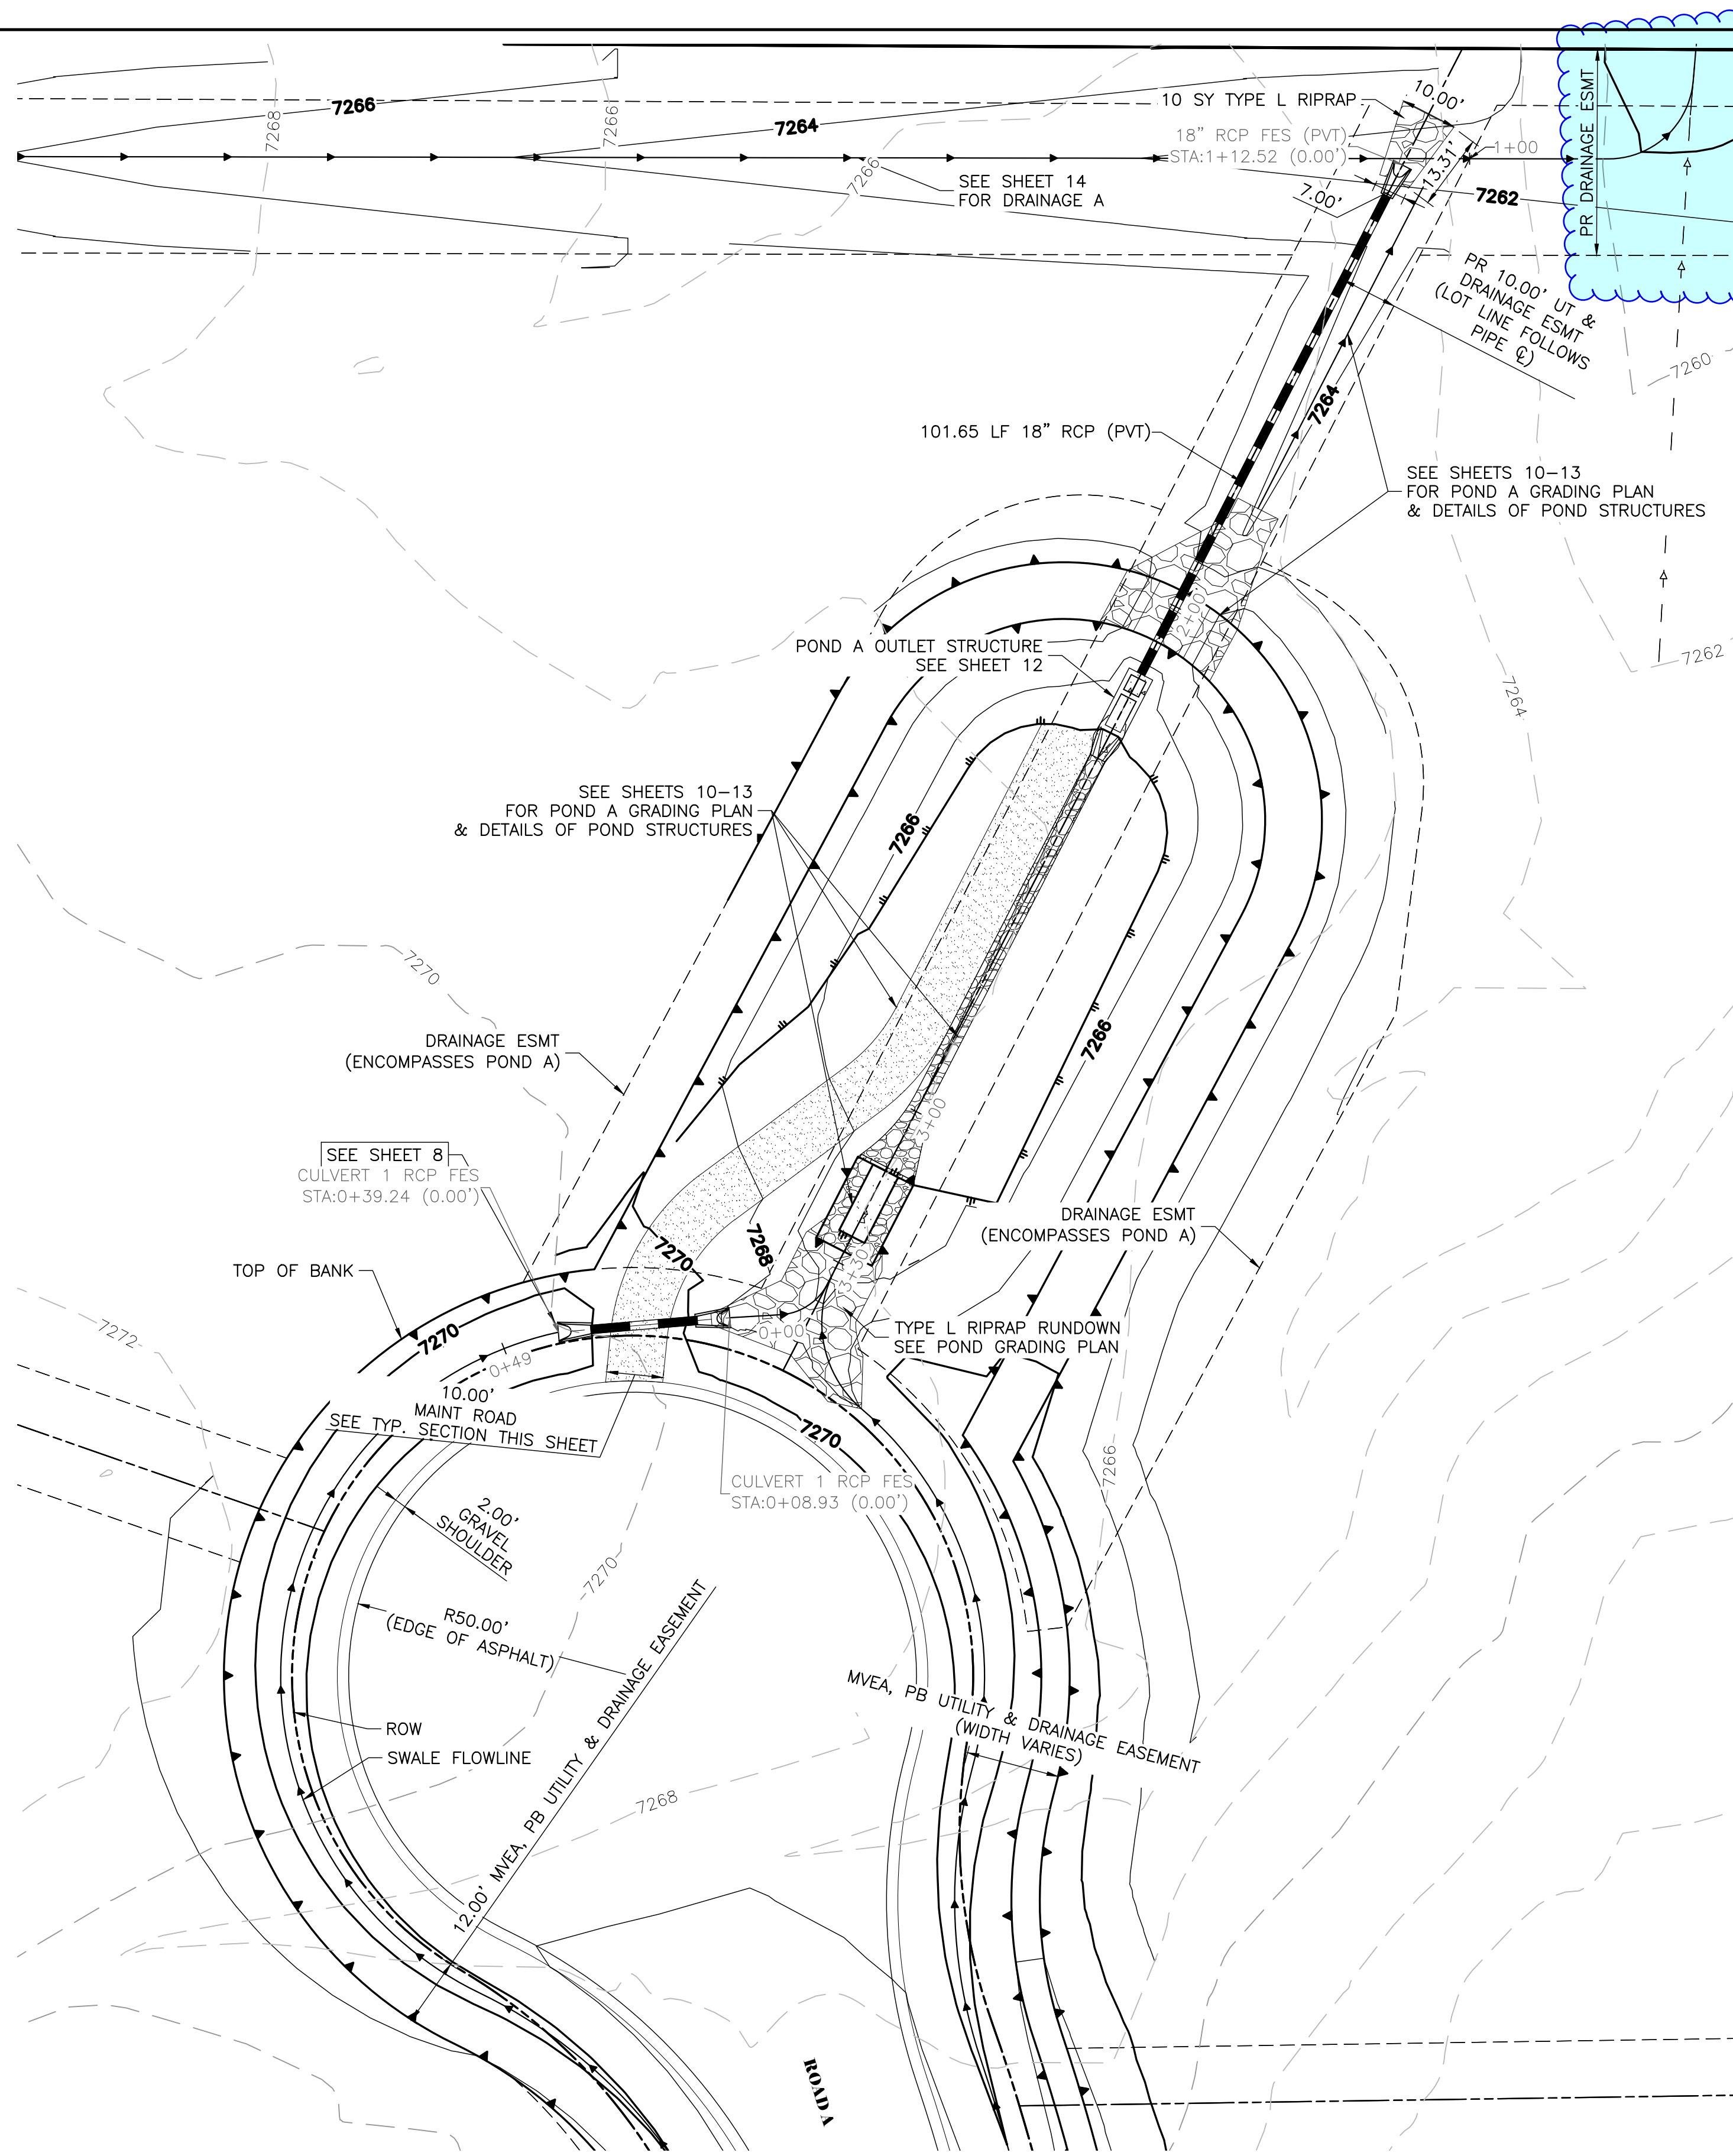 7268
7266
7266
7264
7266
10 SY TYPE L RIPRAP
10.00'
18" RCP FES (PVT)
STA:1+12.52 (0.00')
1+00
13.31'
7.00'
7262
PR DRAINAGE ESMT
SEE SHEET 14
FOR DRAINAGE A
PR 10.00' UT &
DRAINAGE ESMT
(LOT LINE FOLLOWS
PIPE ℄)
7260
7264
101.65 LF 18" RCP (PVT)
SEE SHEETS 10-13
FOR POND A GRADING PLAN
& DETAILS OF POND STRUCTURES
2+00
POND A OUTLET STRUCTURE
SEE SHEET 12
7262
7264
SEE SHEETS 10-13
FOR POND A GRADING PLAN
& DETAILS OF POND STRUCTURES
7266
7270
7266
DRAINAGE ESMT
(ENCOMPASSES POND A)
3+00
SEE SHEET 8
CULVERT 1 RCP FES
STA:0+39.24 (0.00')
DRAINAGE ESMT
(ENCOMPASSES POND A)
7268
7270
3+30
TOP OF BANK
7272
7270
0+49
0+00
TYPE L RIPRAP RUNDOWN
SEE POND GRADING PLAN
10.00'
MAINT ROAD
SEE TYP. SECTION THIS SHEET
7270
7266
CULVERT 1 RCP FES
STA:0+08.93 (0.00')
2.00'
GRAVEL
SHOULDER
7270
R50.00'
(EDGE OF ASPHALT)
12.00' MVEA, PB UTILITY & DRAINAGE EASEMENT
MVEA, PB UTILITY & DRAINAGE EASEMENT
(WIDTH VARIES)
ROW
SWALE FLOWLINE
7268
ROAD A